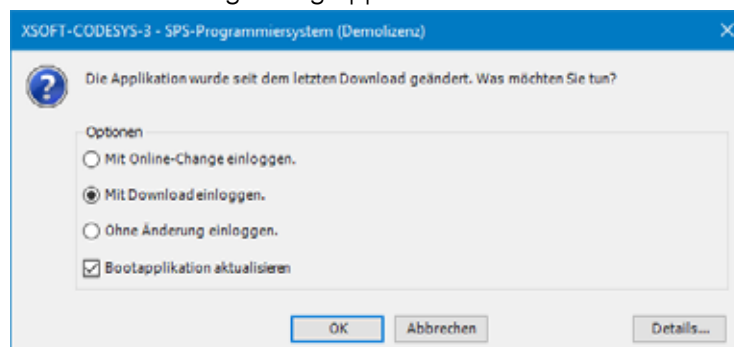 XSOFT-CODESYS-3 - SPS-Programmiersystem (Demolizenz)
Die Applikation wurde seit dem letzten Download geändert. Was möchten Sie tun?
Optionen
Mit Online-Change einloggen.
Mit Download einloggen.
Ohne Änderung einloggen.
Bootapplikation aktualisieren
OK Abbrechen Details...